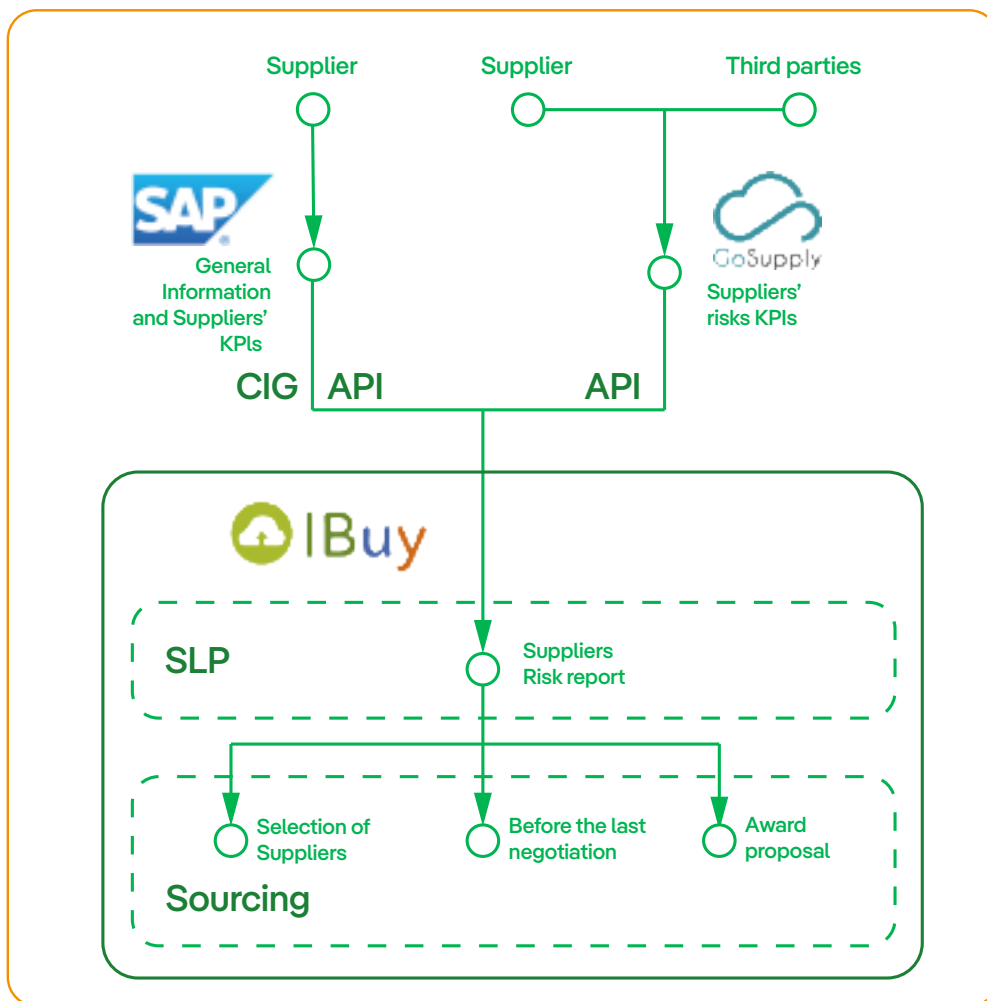 Supplier
Supplier
Third parties
SAP
®
GoSupply
General
Information
and Suppliers’
KPIs
Suppliers’
risks KPIs
CIG
API
API
IBuy
SLP
Suppliers
Risk report
Selection of
Suppliers
Before the last
negotiation
Award
proposal
Sourcing